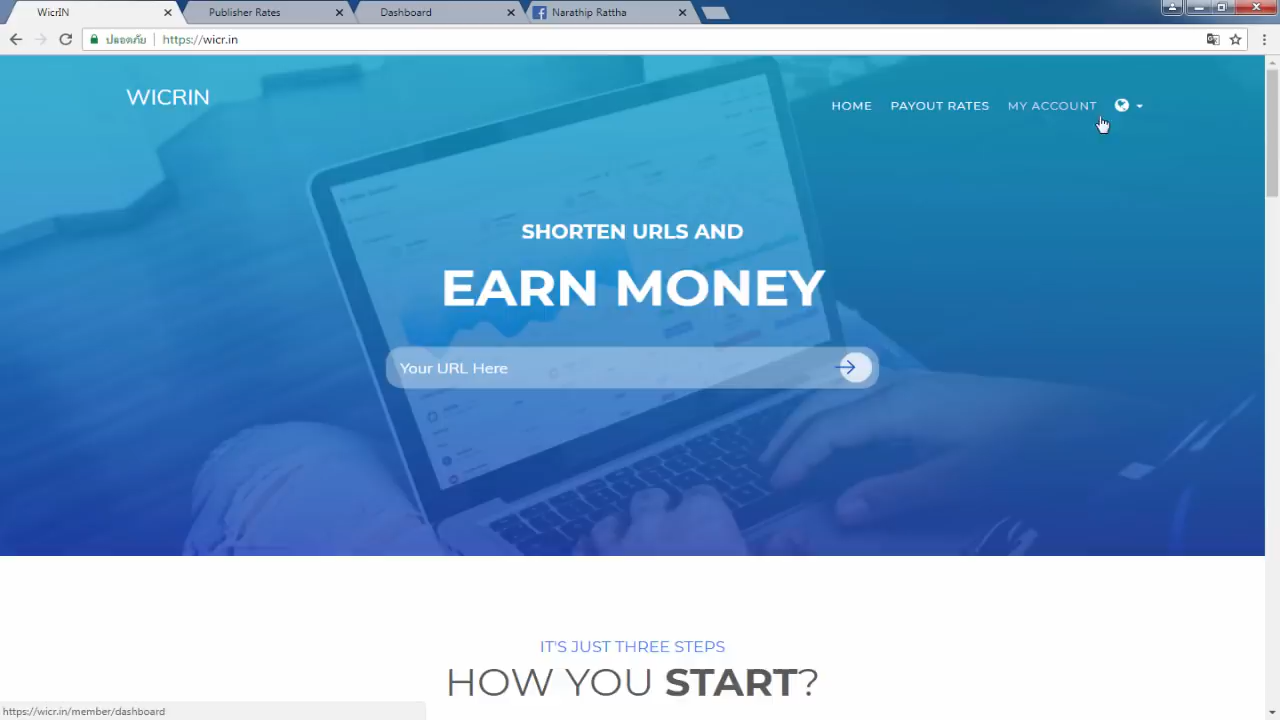 WicrIN
Publisher Rates
Dashboard
Narathip Rattha
ปลอดภัย
https://wicr.in
WICRIN
HOME
PAYOUT RATES
MY ACCOUNT
SHORTEN URLS AND
EARN MONEY
Your URL Here
IT'S JUST THREE STEPS
HOW YOU START?
https://wicr.in/member/dashboard